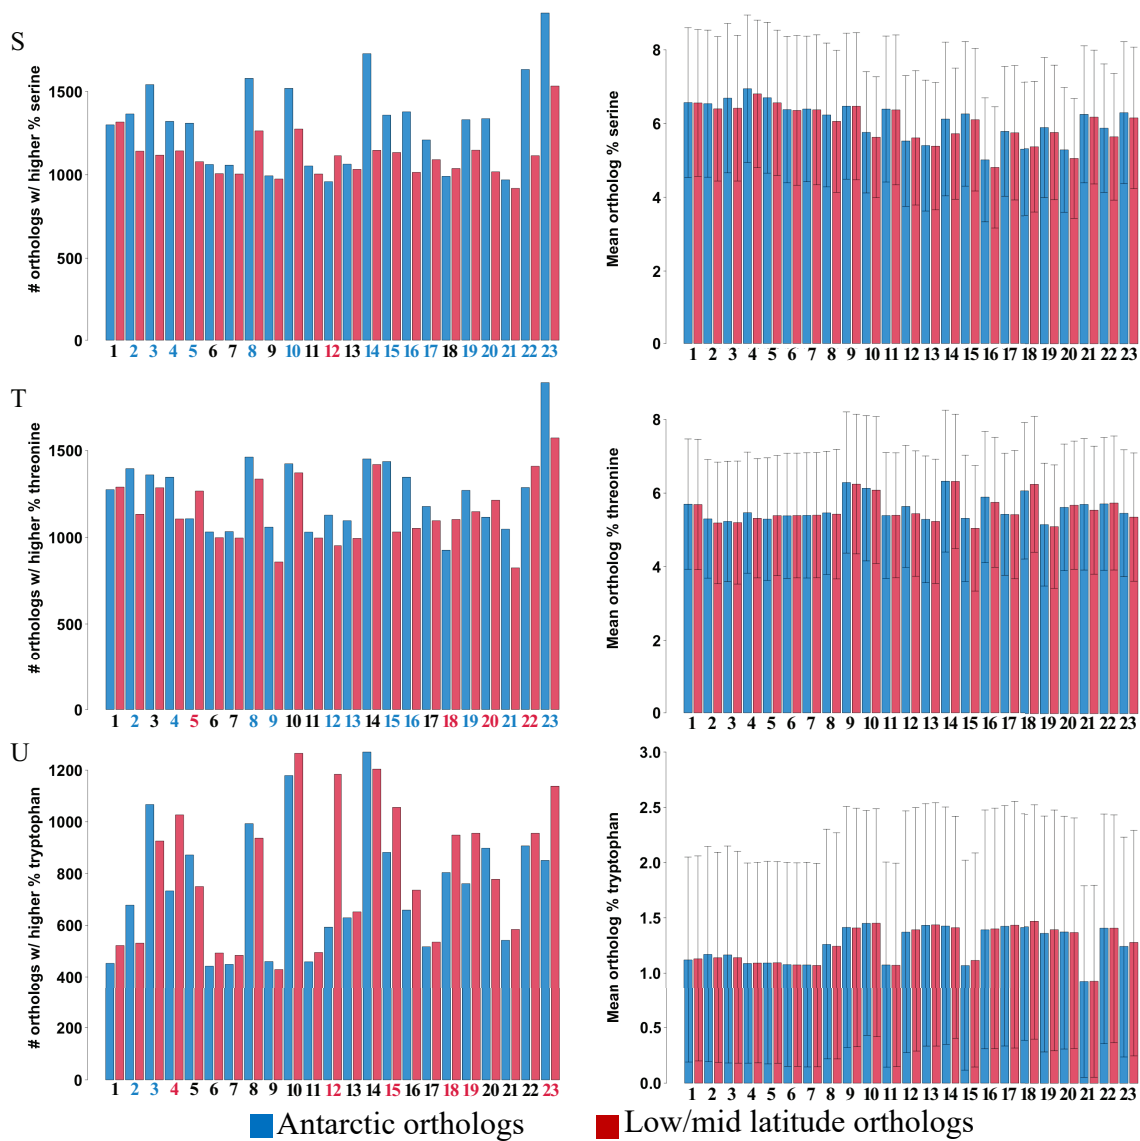 S
# orthologs w/ higher % serine
1500
1000
500
0
1 2 3 4 5 6 7 8 9 10 11 12 13 14 15 16 17 18 19 20 21 22 23
Mean ortholog % serine
8
6
4
2
0
1 2 3 4 5 6 7 8 9 10 11 12 13 14 15 16 17 18 19 20 21 22 23
T
# orthologs w/ higher % threonine
1500
1000
500
0
1 2 3 4 5 6 7 8 9 10 11 12 13 14 15 16 17 18 19 20 21 22 23
Mean ortholog % threonine
8
6
4
2
0
1 2 3 4 5 6 7 8 9 10 11 12 13 14 15 16 17 18 19 20 21 22 23
U
# orthologs w/ higher % tryptophan
1200
1000
800
600
400
200
0
1 2 3 4 5 6 7 8 9 10 11 12 13 14 15 16 17 18 19 20 21 22 23
Mean ortholog % tryptophan
3.0
2.5
2.0
1.5
1.0
0.5
0.0
1 2 3 4 5 6 7 8 9 10 11 12 13 14 15 16 17 18 19 20 21 22 23
Antarctic orthologs
Low/mid latitude orthologs